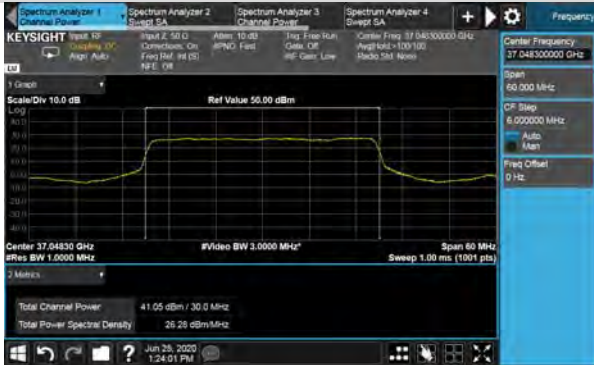 Spectrum Analyzer 1
Channel Power
Spectrum Analyzer 2
Swept SA
Spectrum Analyzer 3
Channel Power
Spectrum Analyzer 4
Swept SA
Frequency
KEYSIGHT
Input: RF
Coupling: DC
Align: Auto
Input Z: 50 Ω
Corrections: On
Freq Ref: Int (S)
NFE: Off
Atten: 10 dB
#PNO: Fast
Trig: Free Run
Gate: Off
#IF Gain: Low
Center Freq: 37.048300000 GHz
Avg|Hold:>100/100
Radio Std: None
1 Graph
Scale/Div 10.0 dB
Ref Value 50.00 dBm
Log
Center 37.04830 GHz
#Video BW 3.0000 MHz*
Span 60 MHz
#Res BW 1.0000 MHz
Sweep 1.00 ms (1001 pts)
2 Metrics
Total Channel Power 41.05 dBm / 30.0 MHz
Total Power Spectral Density 26.28 dBm/MHz
Jun 25, 2020
1:24:01 PM
Center Frequency
37.048300000 GHz
Span
60.000 MHz
CF Step
6.000000 MHz
Auto
Man
Freq Offset
0 Hz